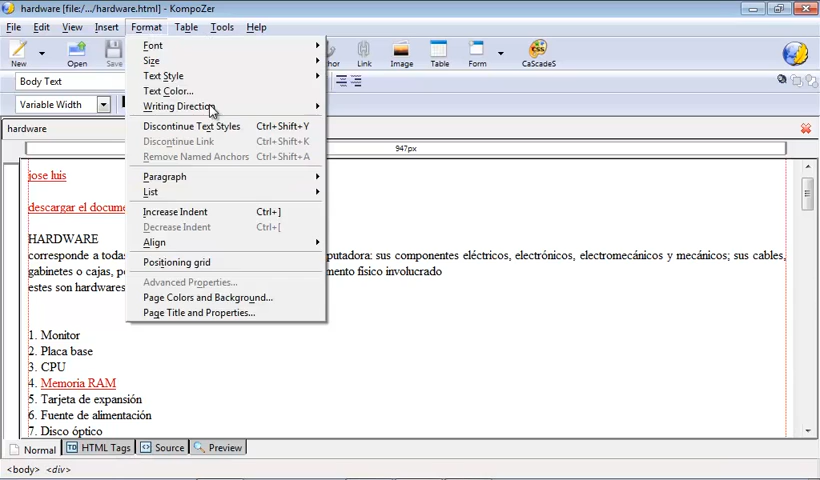 hardware [file:/.../hardware.html] - KompoZer
File Edit View Insert Format Table Tools Help
New Save Link Image Table Form CaScadeS
Body Text
Variable Width
hardware
947px
Font
Size
Text Style
Text Color...
Writing Direction
Discontinue Text Styles Ctrl+Shift+Y
Discontinue Link Ctrl+Shift+K
Remove Named Anchors Ctrl+Shift+A
Paragraph
List
Increase Indent Ctrl+]
Decrease Indent Ctrl+[
Align
Positioning grid
Advanced Properties...
Page Colors and Background...
Page Title and Properties...
jose luis
descargar el docume
HARDWARE
corresponde a todas putadora: sus componentes eléctricos, electrónicos, electromecánicos y mecánicos; sus cables,
gabinetes o cajas, pe mento fisico involucrado
estes son hardwares
1. Monitor
2. Placa base
3. CPU
4. Memoria RAM
5. Tarjeta de expansión
6. Fuente de alimentación
7. Disco óptico
Normal HTML Tags Source Preview
<body> <div>